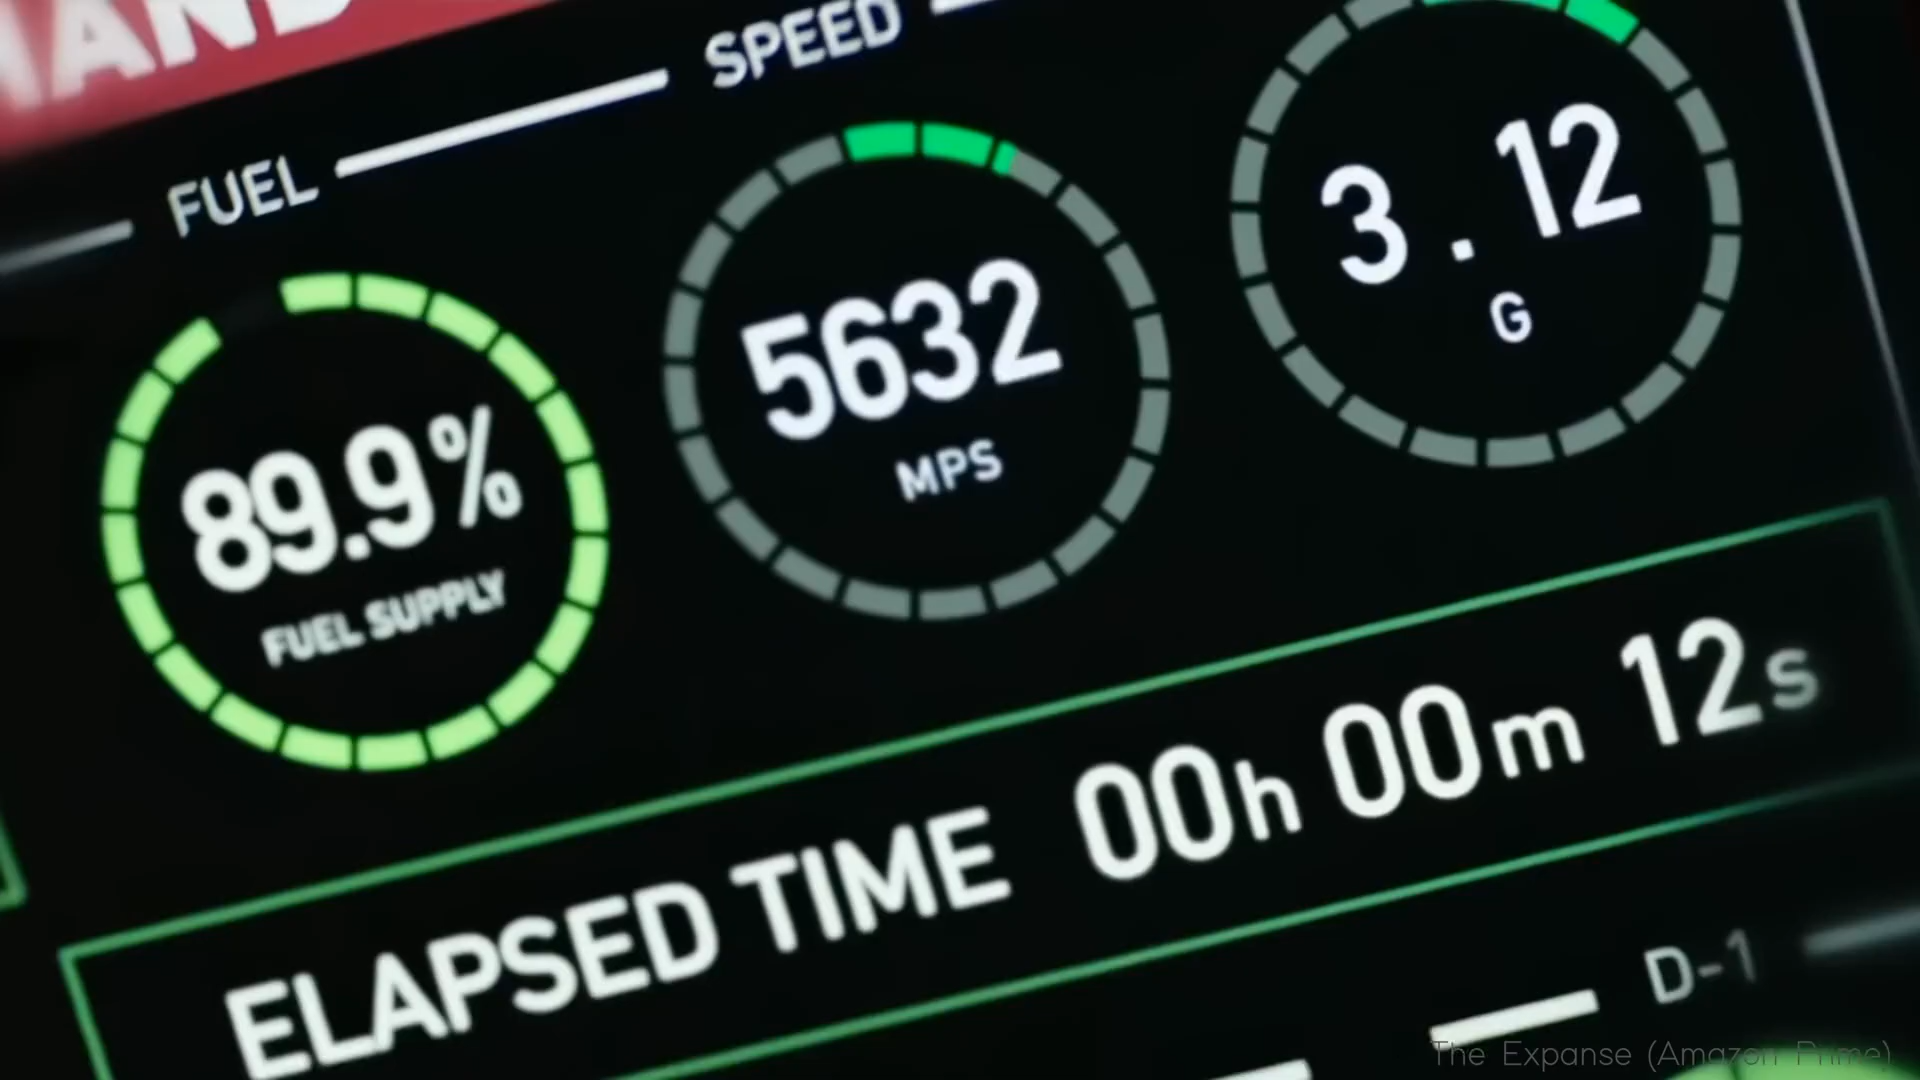 FUEL
SPEED
89.9%
FUEL SUPPLY
5632
MPS
3.12
G
ELAPSED TIME 00h 00m 12s
D-1
The Expanse (Amazon Prime)